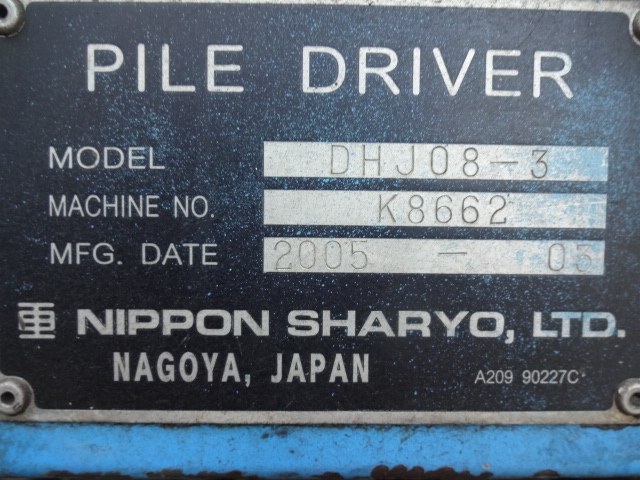 PILE DRIVER
MODEL DHJ08-3
MACHINE NO. K8662
MFG. DATE 2005 - 03
NIPPON SHARYO, LTD.
NAGOYA, JAPAN A209 90227C